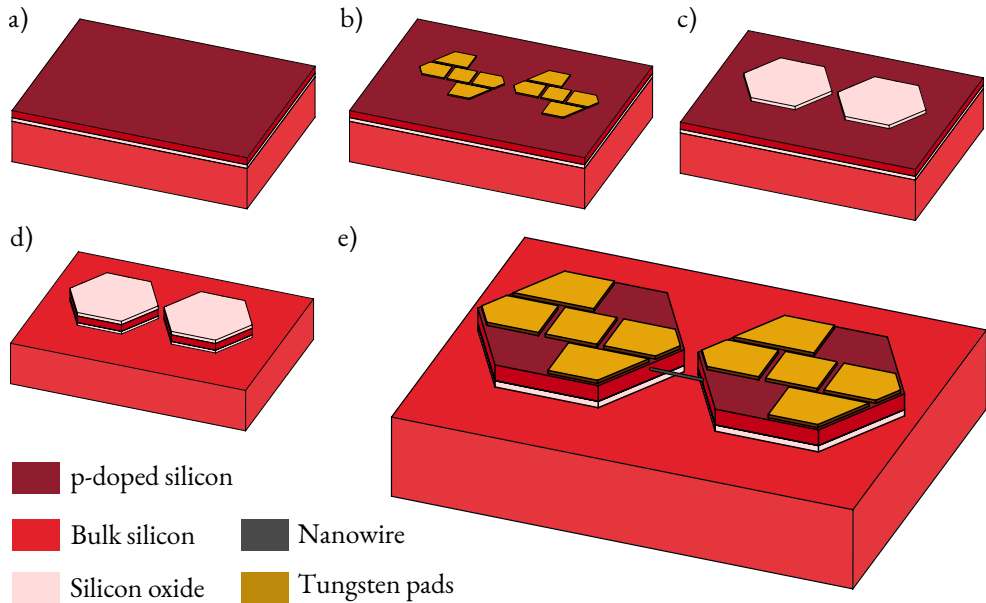 a)
b)
c)
d)
e)
p-doped silicon
Bulk silicon
Nanowire
Silicon oxide
Tungsten pads